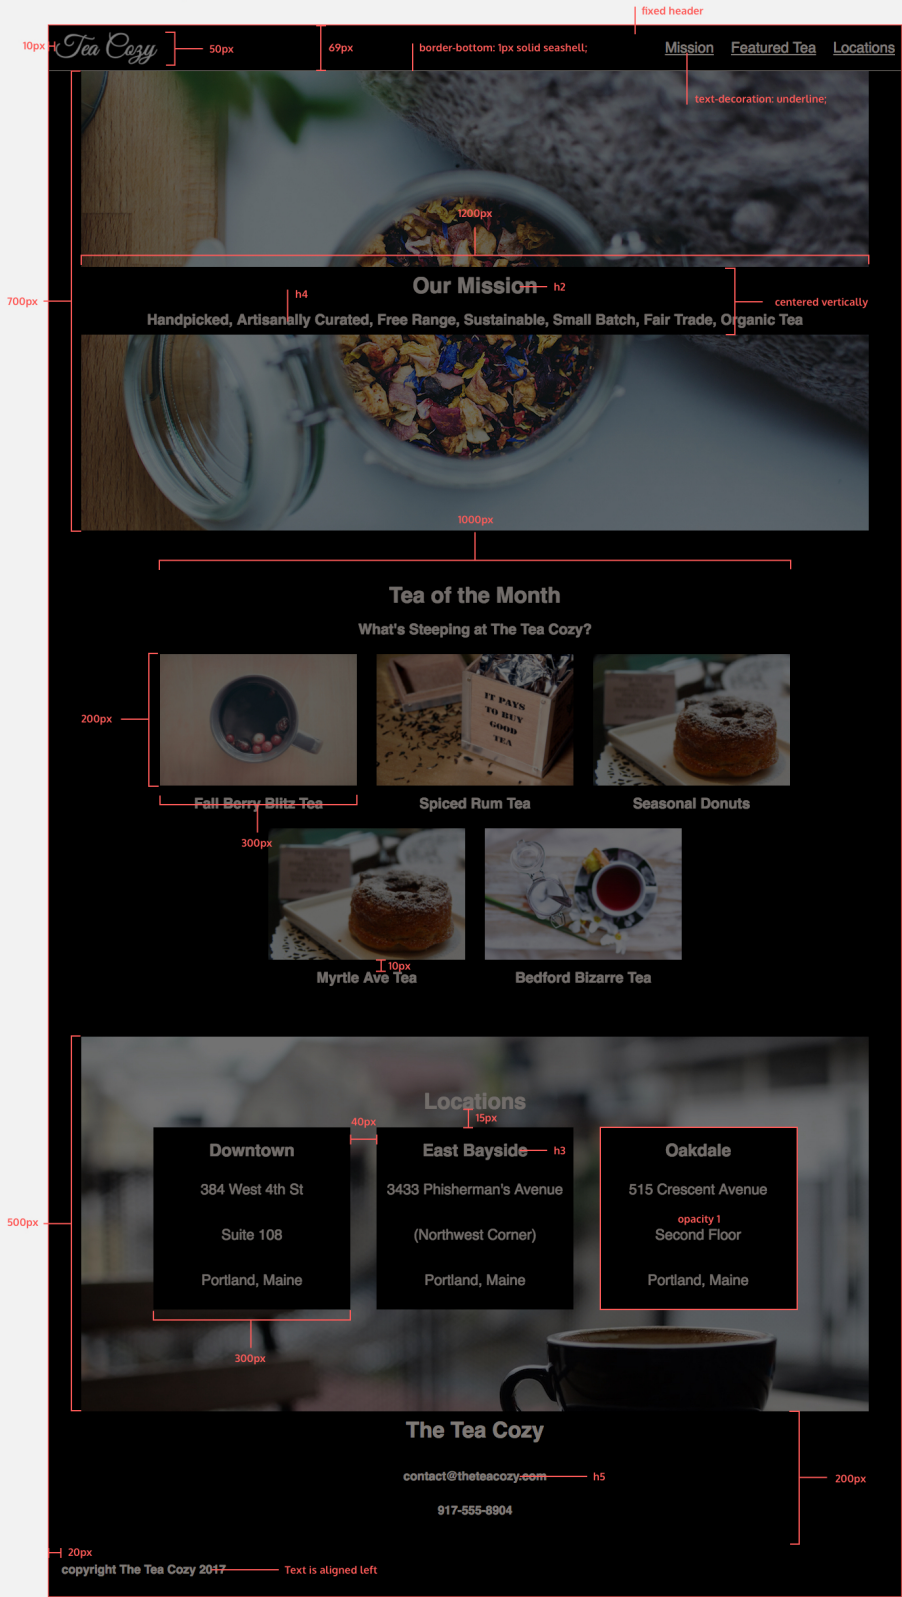 fixed header
10px
Tea Cozy
50px
69px
border-bottom: 1px solid seashell;
Mission
Featured Tea
Locations
text-decoration: underline;
1200px
Our Mission
h2
h4
700px
centered vertically
Handpicked, Artisanally Curated, Free Range, Sustainable, Small Batch, Fair Trade, Organic Tea
1000px
Tea of the Month
What's Steeping at The Tea Cozy?
IT PAYS
TO BUY
GOOD
TEA
200px
Fall Berry Blitz Tea
Spiced Rum Tea
Seasonal Donuts
300px
10px
Myrtle Ave Tea
Bedford Bizarre Tea
Locations
15px
40px
Downtown
East Bayside
h3
Oakdale
384 West 4th St
3433 Phisherman's Avenue
515 Crescent Avenue
opacity 1
500px
Suite 108
(Northwest Corner)
Second Floor
Portland, Maine
Portland, Maine
Portland, Maine
300px
The Tea Cozy
contact@theteacozy.com
h5
200px
917-555-8904
20px
copyright The Tea Cozy 2017
Text is aligned left